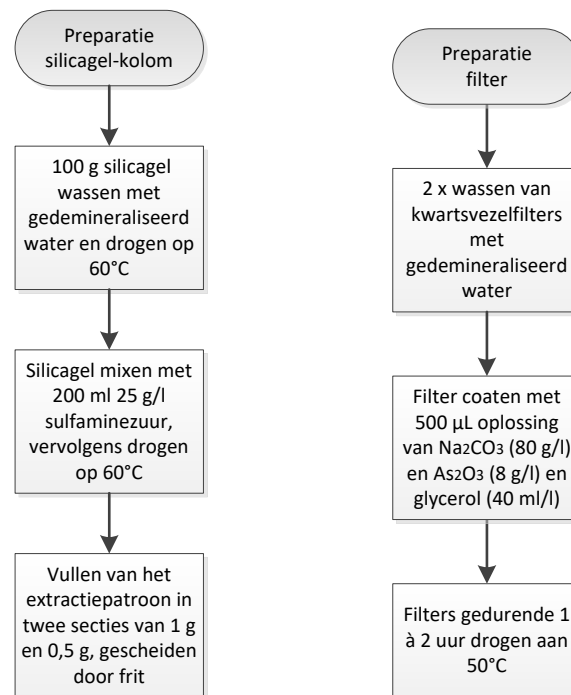 Preparatie
silicagel-kolom
100 g silicagel
wassen met
gedemineraliseerd
water en drogen op
60°C
Silicagel mixen met
200 ml 25 g/l
sulfaminezuur,
vervolgens drogen
op 60°C
Vullen van het
extractiepatroon in
twee secties van 1 g
en 0,5 g, gescheiden
door frit
Preparatie
filter
2 x wassen van
kwartsvezelfilters
met
gedemineraliseerd
water
Filter coaten met
500 µL oplossing
van Na2CO3 (80 g/l)
en As2O3 (8 g/l) en
glycerol (40 ml/l)
Filters gedurende 1
à 2 uur drogen aan
50°C